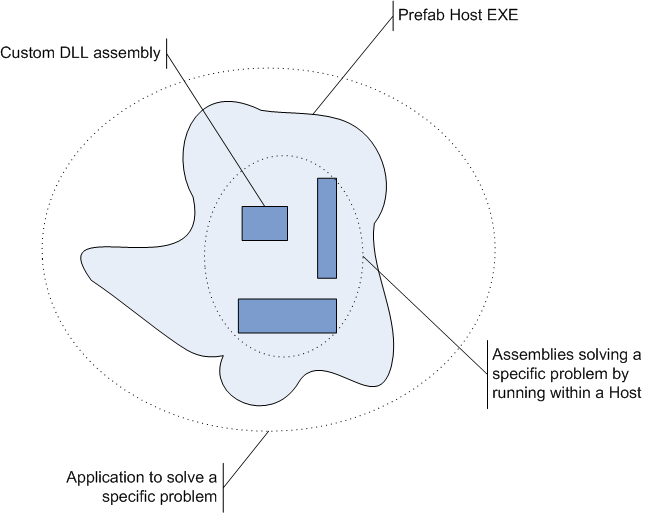 Prefab Host EXE
Custom DLL assembly
Assemblies solving a
specific problem by
running within a Host
Application to solve a
specific problem